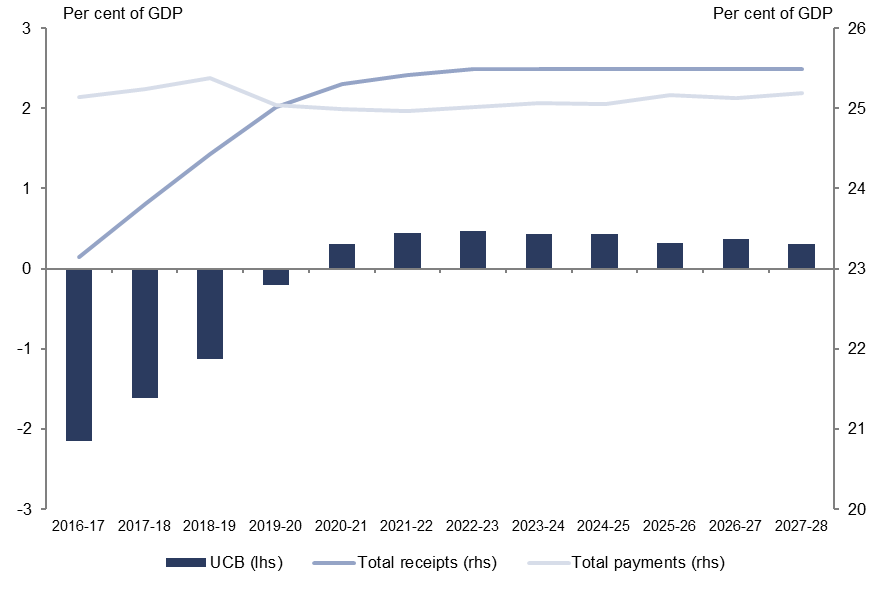 Per cent of GDP Per cent of GDP
3 26
2 25
1 24
0 23
-1 22
-2 21
-3 20
2016-17 2017-18 2018-19 2019-20 2020-21 2021-22 2022-23 2023-24 2024-25 2025-26 2026-27 2027-28
UCB (lhs) Total receipts (rhs) Total payments (rhs)